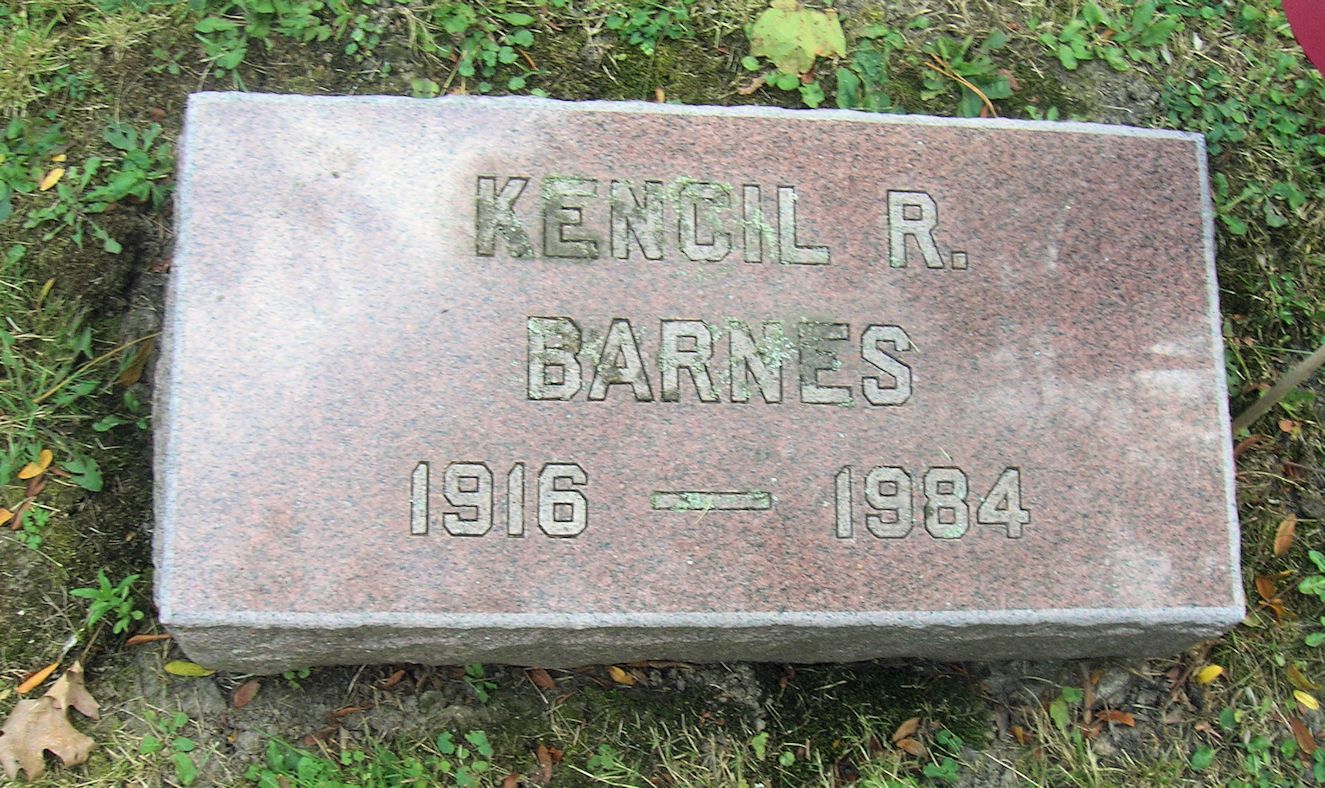 KENCIL R.
BARNES
1916 — 1984